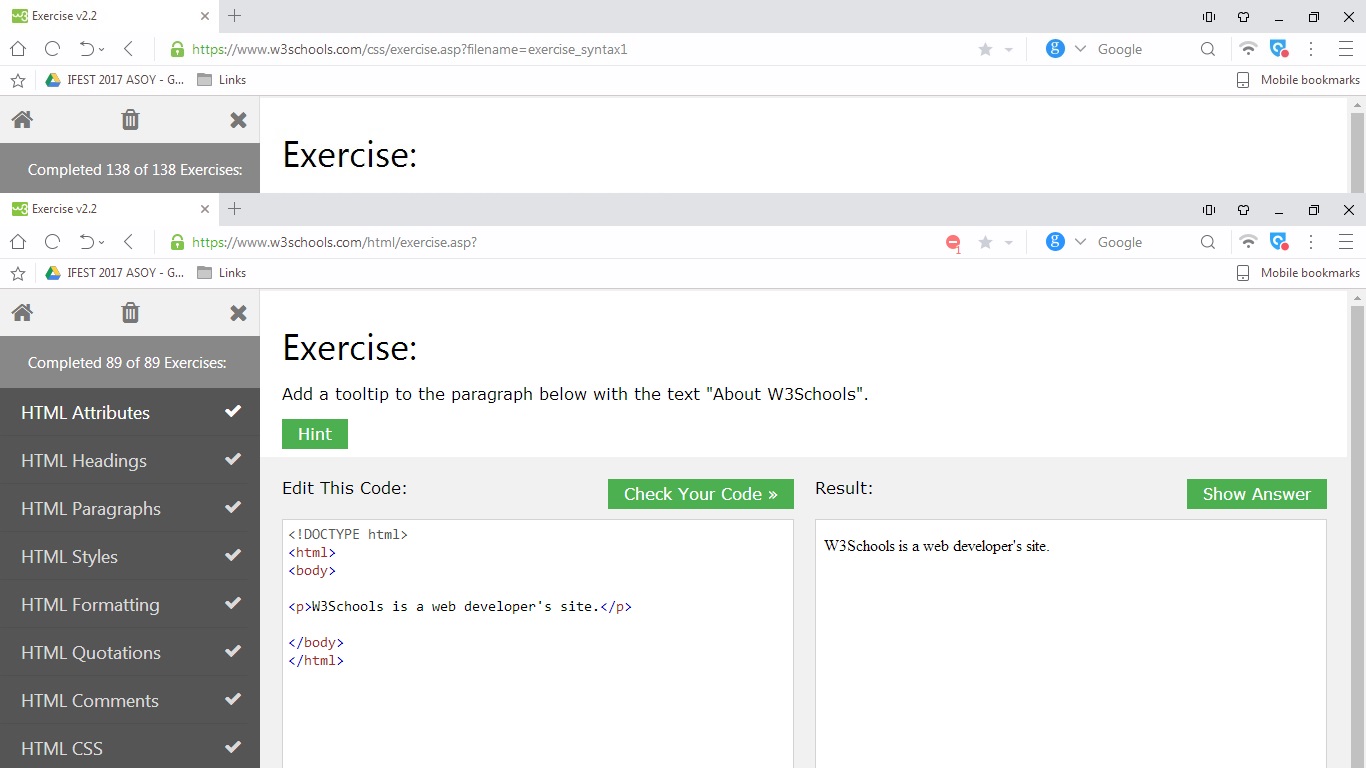 Exercise v2.2
https://www.w3schools.com/css/exercise.asp?filename=exercise_syntax1
g Google
IFEST 2017 ASOY - G... Links Mobile bookmarks
Completed 138 of 138 Exercises:
Exercise:
Exercise v2.2
https://www.w3schools.com/html/exercise.asp?
1
g Google
IFEST 2017 ASOY - G... Links Mobile bookmarks
Completed 89 of 89 Exercises:
HTML Attributes
HTML Headings
HTML Paragraphs
HTML Styles
HTML Formatting
HTML Quotations
HTML Comments
HTML CSS
Exercise:
Add a tooltip to the paragraph below with the text "About W3Schools".
Hint
Edit This Code:
Check Your Code »
<!DOCTYPE html>
<html>
<body>
<p>W3Schools is a web developer's site.</p>
</body>
</html>
Result:
Show Answer
W3Schools is a web developer's site.